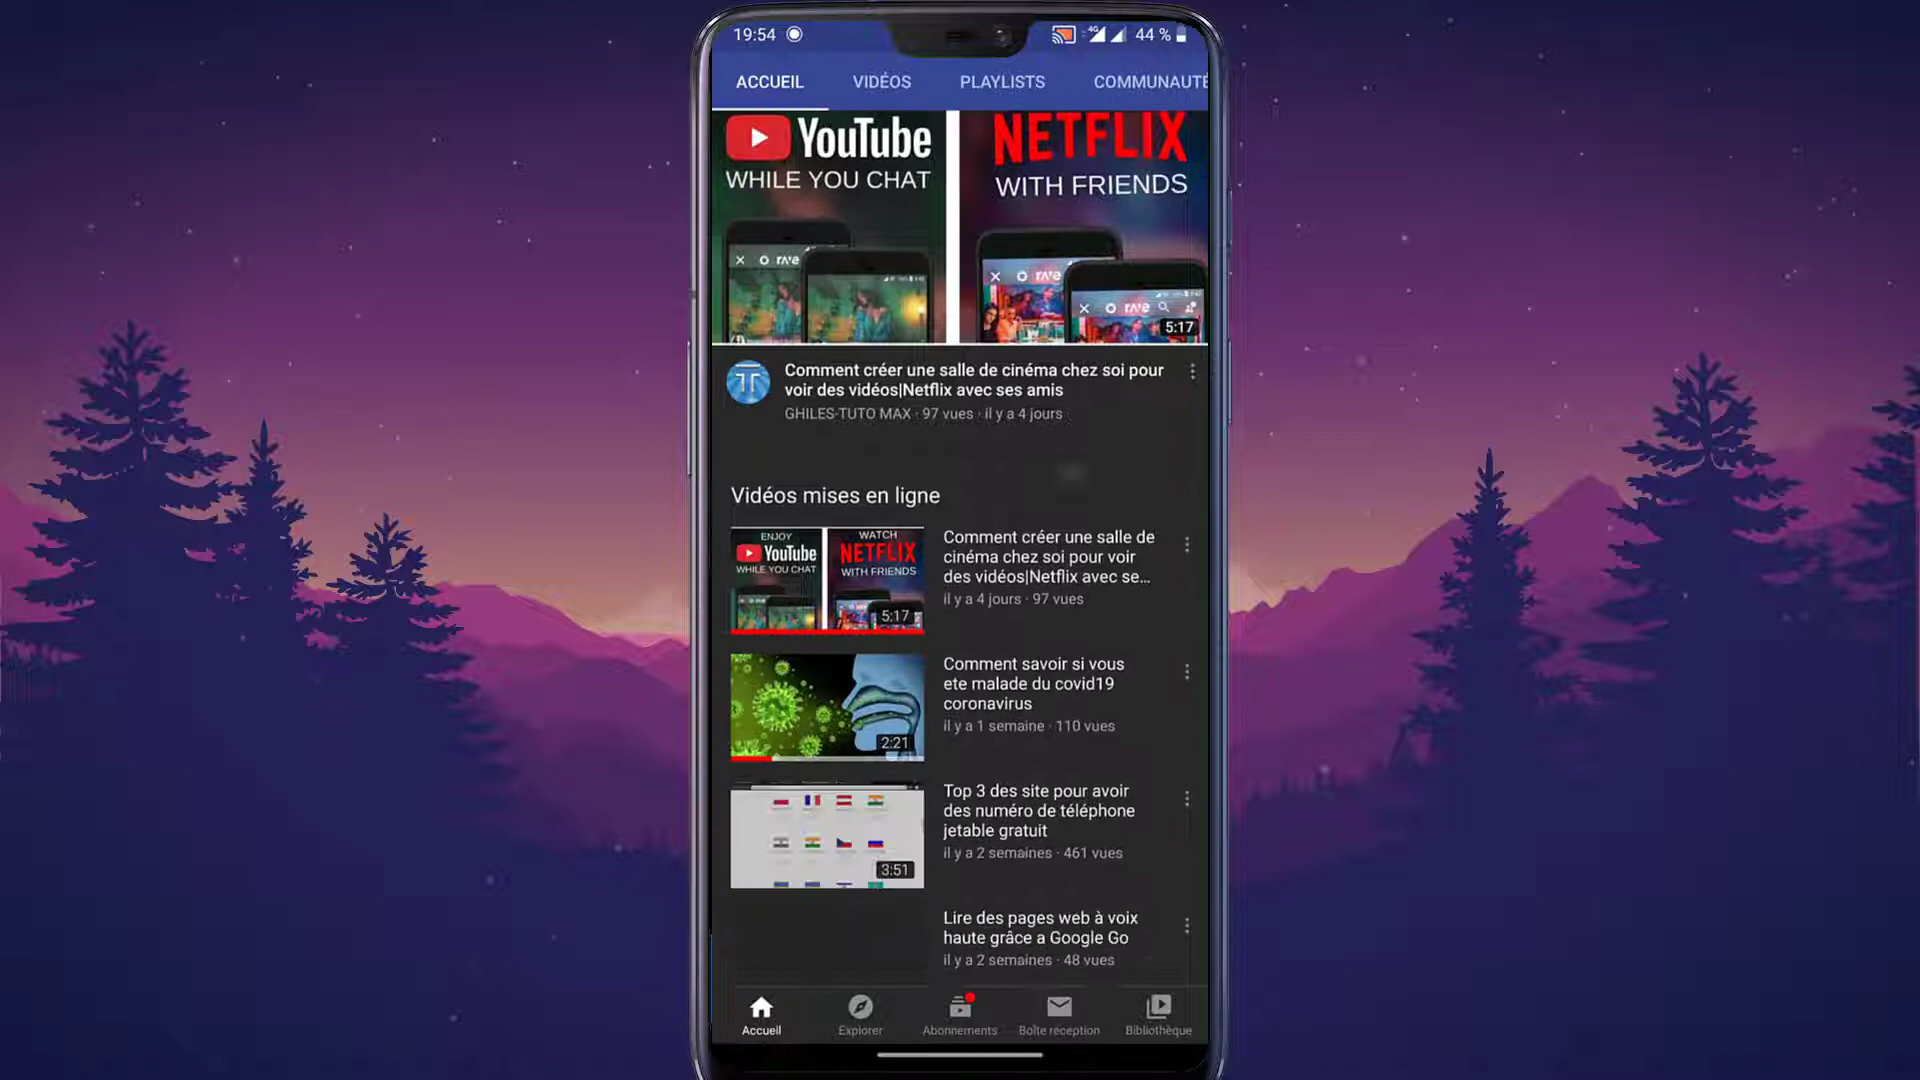 19:54
4G
44 %
ACCUEIL
VIDÉOS
PLAYLISTS
COMMUNAUTÉ
YouTube
WHILE YOU CHAT
NETFLIX
WITH FRIENDS
rave
rave
rave
5:17
Comment créer une salle de cinéma chez soi pour
voir des vidéos|Netflix avec ses amis
GHILES-TUTO MAX · 97 vues · il y a 4 jours
Vidéos mises en ligne
ENJOY
YouTube
WHILE YOU CHAT
WATCH
NETFLIX
WITH FRIENDS
5:17
Comment créer une salle de
cinéma chez soi pour voir
des vidéos|Netflix avec se...
il y a 4 jours · 97 vues
2:21
Comment savoir si vous
ete malade du covid19
coronavirus
il y a 1 semaine · 110 vues
3:51
Top 3 des site pour avoir
des numéro de téléphone
jetable gratuit
il y a 2 semaines · 461 vues
Lire des pages web à voix
haute grâce a Google Go
il y a 2 semaines · 48 vues
Accueil
Explorer
Abonnements
Boîte réception
Bibliothèque